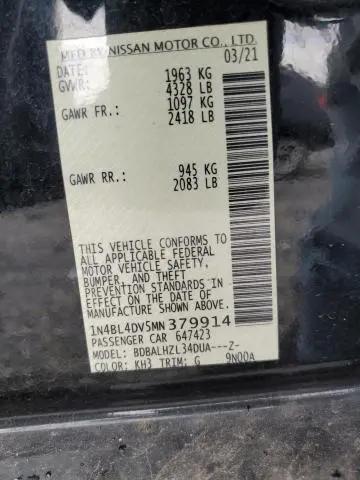 MFD BY NISSAN MOTOR CO., LTD.
DATE: 03/21
GVWR: 1963 KG
4328 LB
GAWR FR.: 1097 KG
2418 LB
GAWR RR.: 945 KG
2083 LB
THIS VEHICLE CONFORMS TO
ALL APPLICABLE FEDERAL
MOTOR VEHICLE SAFETY,
BUMPER, AND THEFT
PREVENTION STANDARDS IN
EFFECT ON THE DATE OF
MANUFACTURE SHOWN ABOVE.
1N4BL4DV5MN379914
PASSENGER CAR 647423
MODEL: BDBALHZL34DUA---Z-
COLOR: KH3 TRIM: G 9N00A